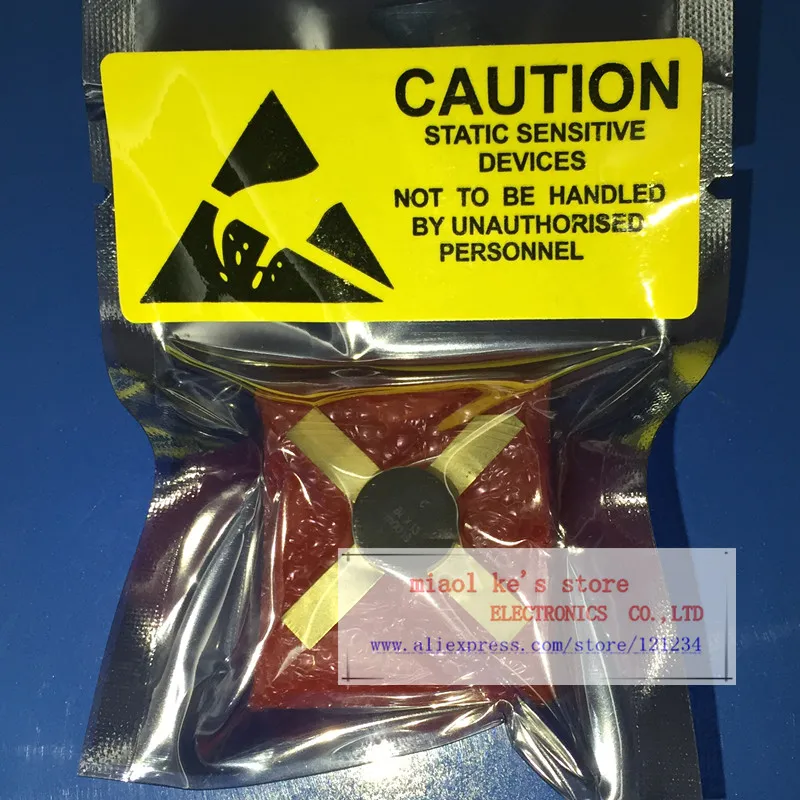 CAUTION
STATIC SENSITIVE
DEVICES
NOT TO BE HANDLED
BY UNAUTHORISED
PERSONNEL
C
miaol ke's store
ELECTRONICS CO.,LTD
www.aliexpress.com/store/121234